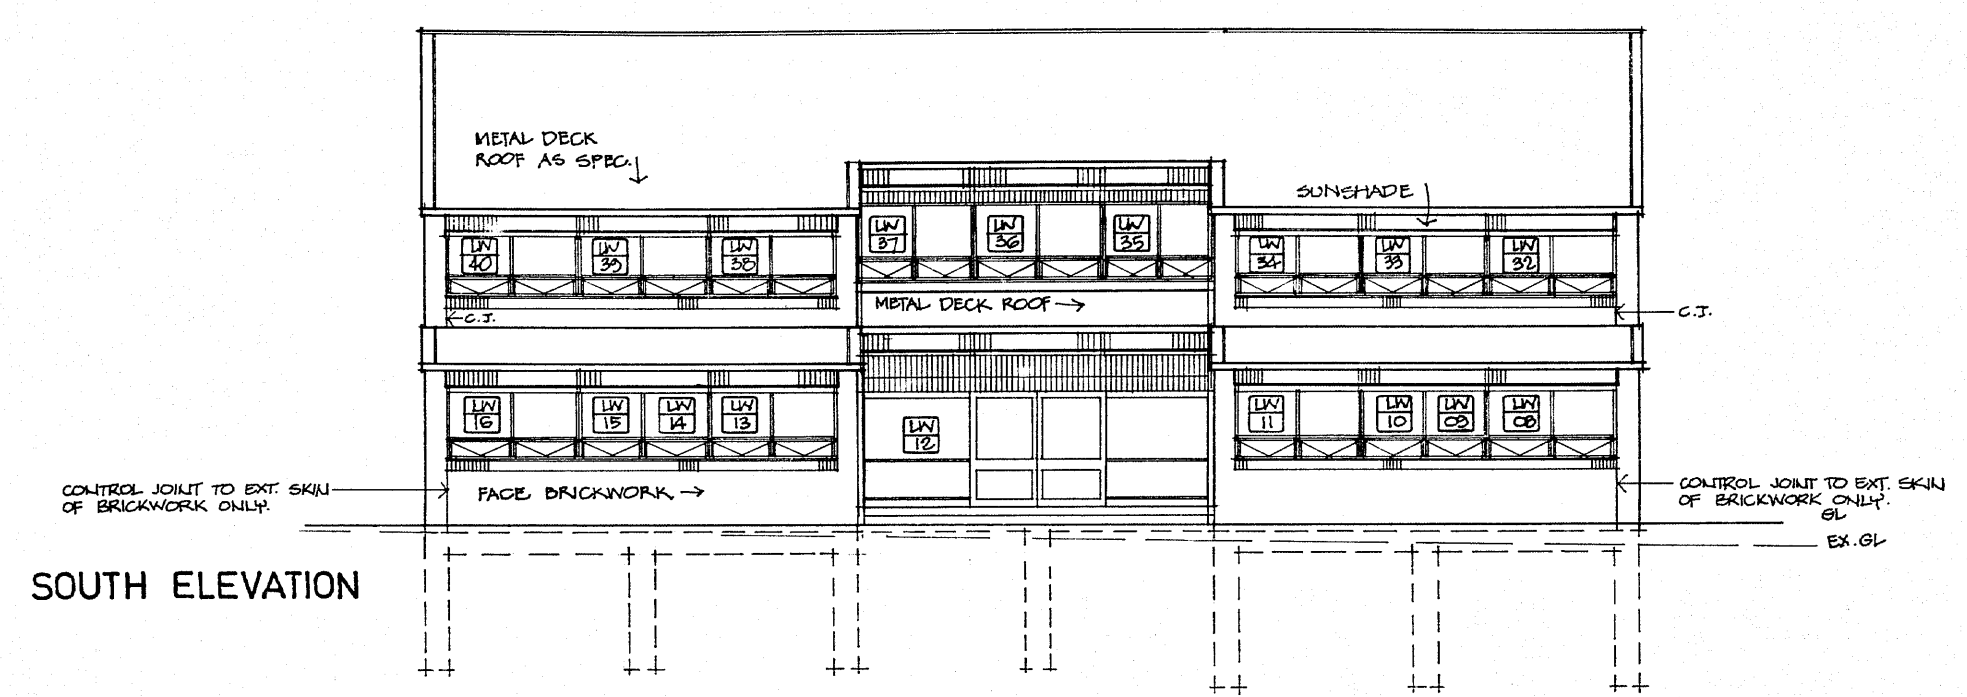 METAL DECK
ROOF AS SPEC.
SUNSHADE
LW 40
LW 39
LW 38
LW 37
LW 36
LW 35
LW 34
LW 33
LW 32
METAL DECK ROOF
C.J.
C.J.
LW 16
LW 15
LW 14
LW 13
LW 12
LW 11
LW 10
LW 09
LW 08
CONTROL JOINT TO EXT. SKIN
OF BRICKWORK ONLY.
FACE BRICKWORK
CONTROL JOINT TO EXT. SKIN
OF BRICKWORK ONLY.
GL
EX.GL
SOUTH ELEVATION